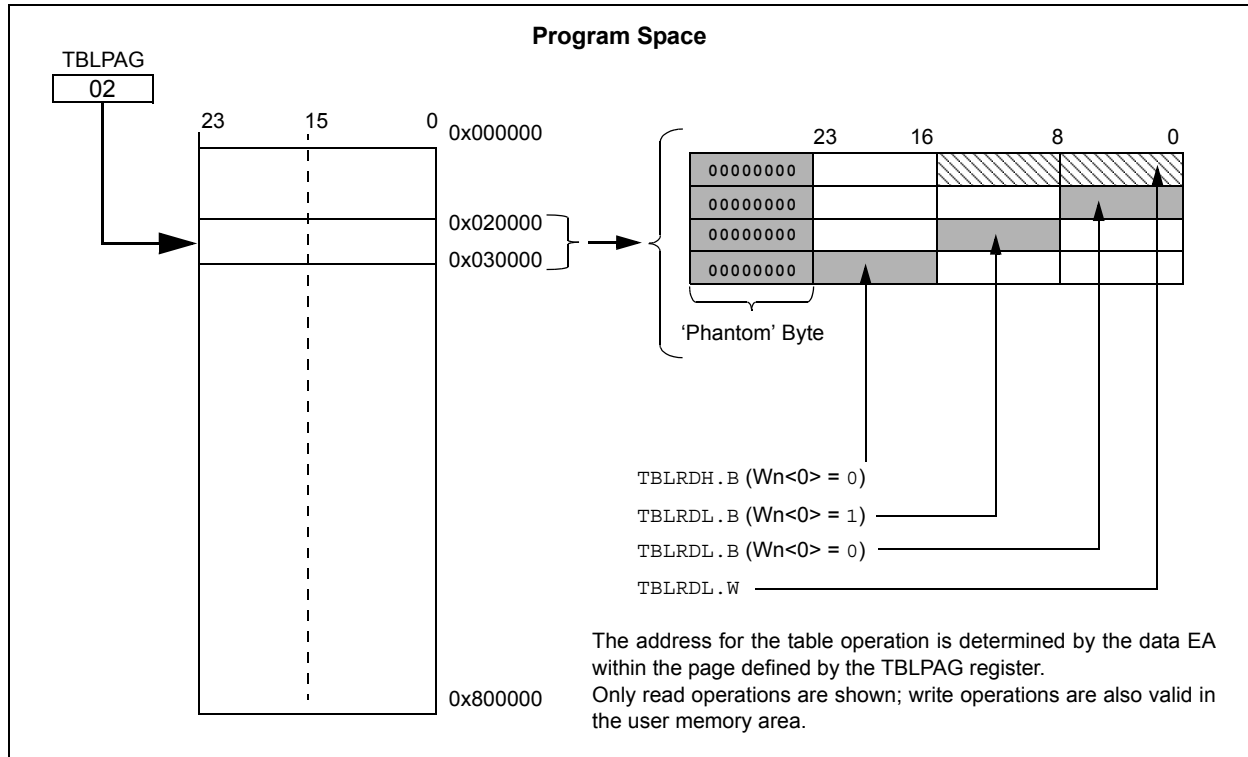 Program Space
TBLPAG
02
23 15 0
0x000000
0x020000
0x030000
0x800000
23 16 8 0
00000000
00000000
00000000
00000000
‘Phantom’ Byte
TBLRDH.B (Wn<0> = 0)
TBLRDL.B (Wn<0> = 1)
TBLRDL.B (Wn<0> = 0)
TBLRDL.W
The address for the table operation is determined by the data EA
within the page defined by the TBLPAG register.
Only read operations are shown; write operations are also valid in
the user memory area.